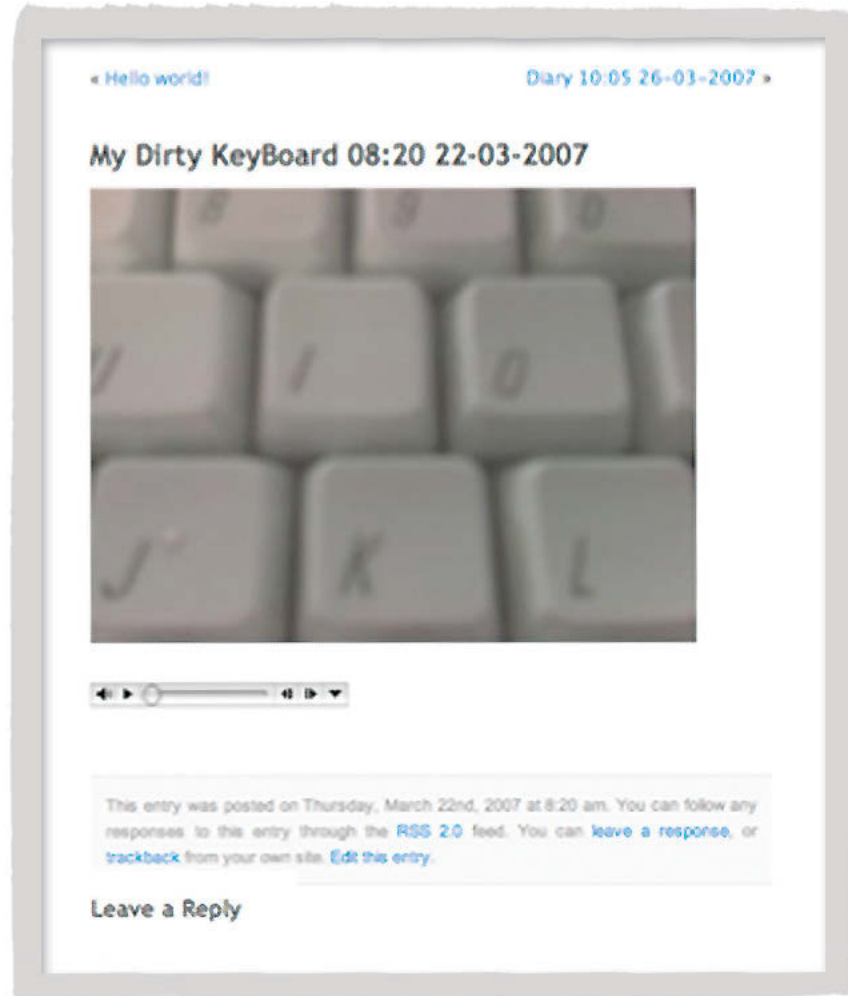 « Hello world!
Diary 10:05 26-03-2007 »
My Dirty KeyBoard 08:20 22-03-2007
8 9 0
U I O
J K L
This entry was posted on Thursday, March 22nd, 2007 at 8:20 am. You can follow any
responses to this entry through the RSS 2.0 feed. You can leave a response, or
trackback from your own site. Edit this entry.
Leave a Reply